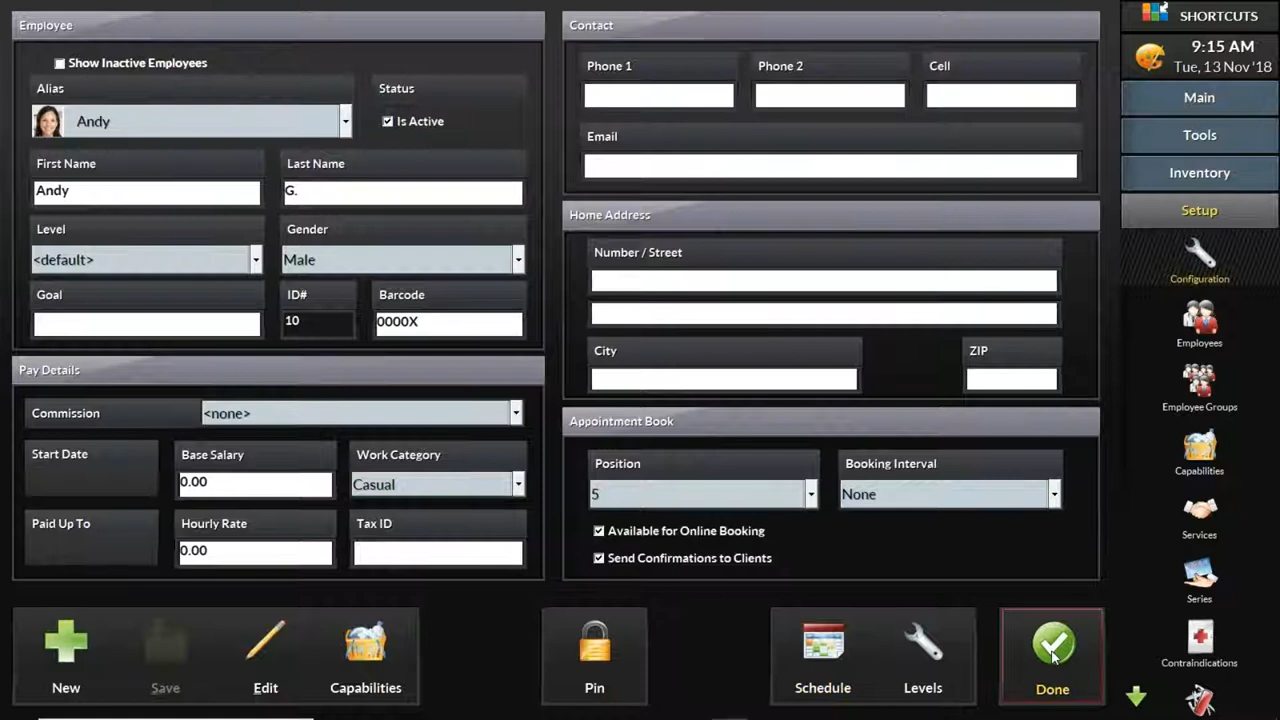 Employee
Show Inactive Employees
Alias
Status
Andy
Is Active
First Name
Last Name
Andy
G.
Level
Gender
<default>
Male
Goal
ID#
Barcode
10
0000X
Pay Details
Commission
<none>
Start Date
Base Salary
Work Category
0.00
Casual
Paid Up To
Hourly Rate
Tax ID
0.00
Contact
Phone 1
Phone 2
Cell
Email
Home Address
Number / Street
City
ZIP
Appointment Book
Position
Booking Interval
5
None
Available for Online Booking
Send Confirmations to Clients
New
Save
Edit
Capabilities
Pin
Schedule
Levels
Done
SHORTCUTS
9:15 AM
Tue, 13 Nov '18
Main
Tools
Inventory
Setup
Configuration
Employees
Employee Groups
Capabilities
Services
Series
Contraindications